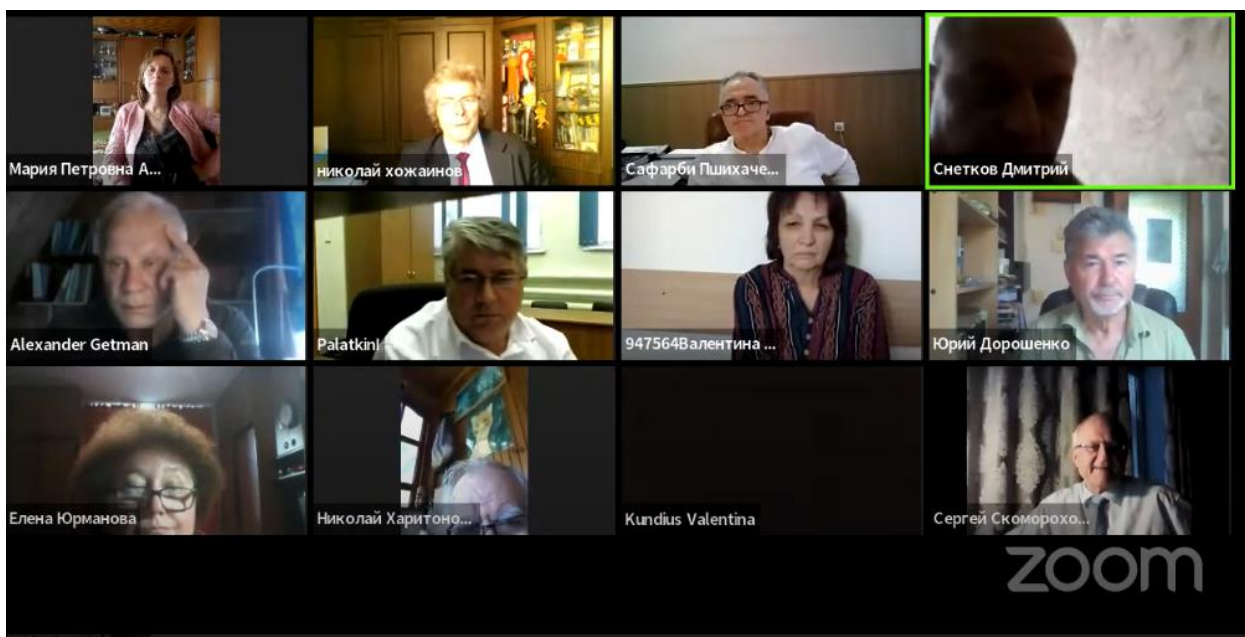 Мария Петровна А...
николай хожаинов
Сафарби Пшихаче...
Снетков Дмитрий
Alexander Getman
PalatkinI
947564Валентина ...
Юрий Дорошенко
Елена Юрманова
Николай Харитоно...
Kundius Valentina
Сергей Скоморохо...
zoom